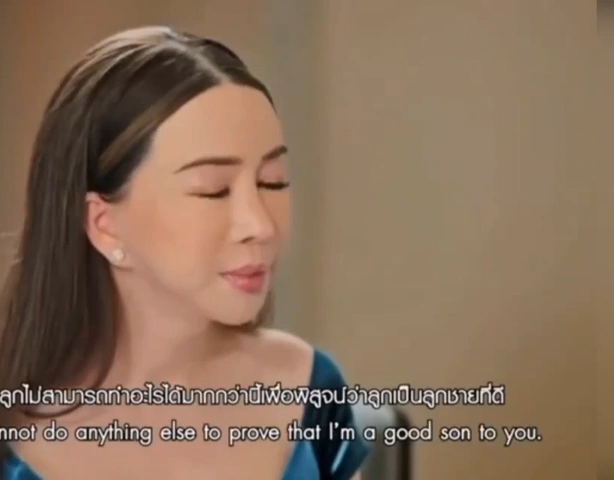 ลูกไม่สามารถทำอะไรได้มากกว่านี้เพื่อพิสูจน์ว่าลูกเป็นลูกชายที่ดี
nnot do anything else to prove that I'm a good son to you.